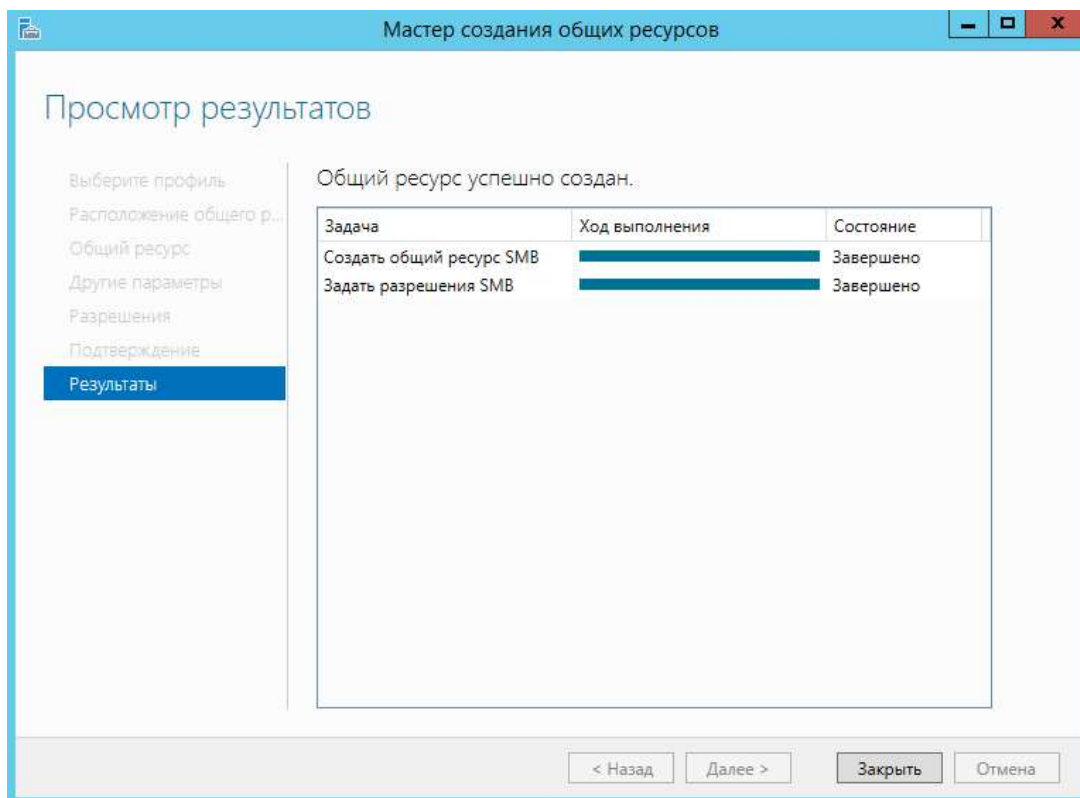 Мастер создания общих ресурсов
Просмотр результатов
Выберите профиль
Расположение общего р...
Общий ресурс
Другие параметры
Разрешения
Подтверждение
Результаты
Общий ресурс успешно создан.
Задача Ход выполнения Состояние
Создать общий ресурс SMB Завершено
Задать разрешения SMB Завершено
< Назад Далее > Закрыть Отмена